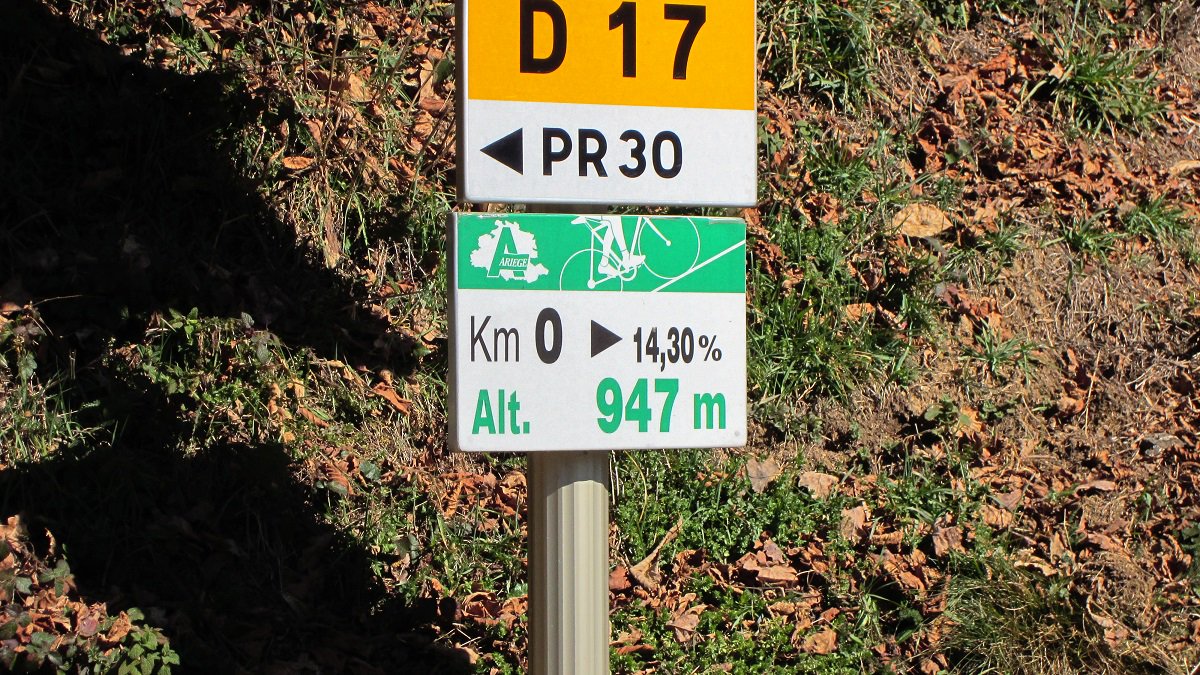 D 17
PR 30
A
ARIEGE
Km 0 14,30 %
Alt. 947 m